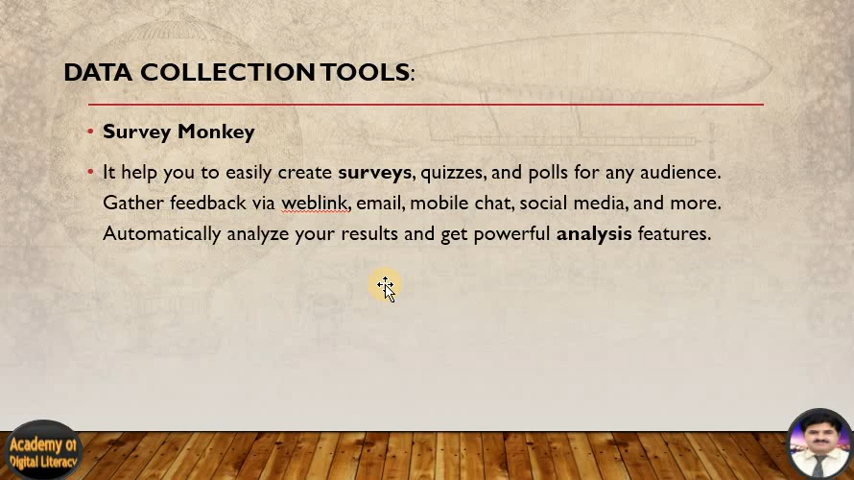 DATA COLLECTION TOOLS:
• Survey Monkey
• It help you to easily create surveys, quizzes, and polls for any audience.
Gather feedback via weblink, email, mobile chat, social media, and more.
Automatically analyze your results and get powerful analysis features.
Academy of
Digital Literacy